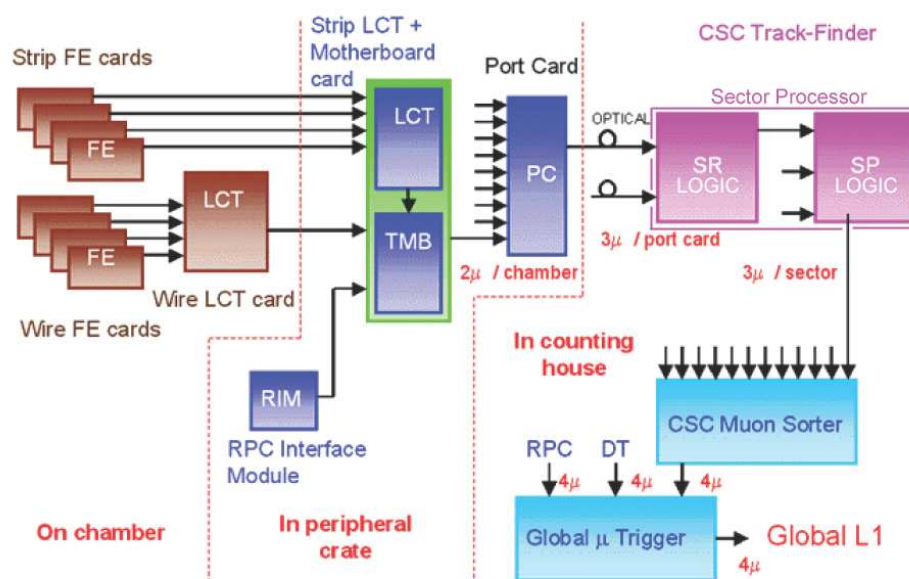 Strip FE cards
FE
Wire FE cards
FE
LCT
Wire LCT card
Strip LCT +
Motherboard
card
LCT
TMB
RIM
RPC Interface
Module
Port Card
PC
2μ / chamber
OPTICAL
3μ / port card
CSC Track-Finder
Sector Processor
SR
LOGIC
SP
LOGIC
3μ / sector
In counting
house
CSC Muon Sorter
RPC
DT
4μ
4μ
4μ
Global μ Trigger
Global L1
4μ
On chamber
In peripheral
crate